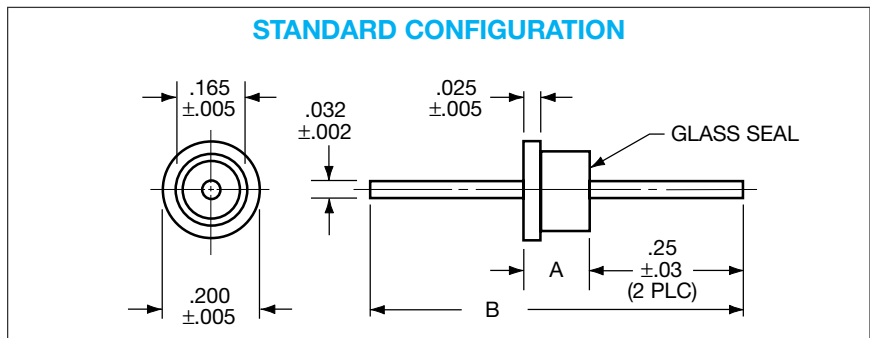 STANDARD CONFIGURATION
.165
±.005
.032
±.002
.025
±.005
GLASS SEAL
.200
±.005
A
.25
±.03
(2 PLC)
B